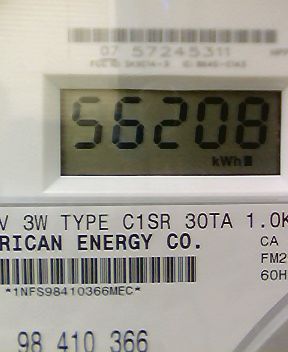 07 57245311
56208
kWh
V 3W TYPE C1SR 30TA 1.0K
RICAN ENERGY CO.
CA
FM2
60H
*1NFS98410366MEC*
98 410 366